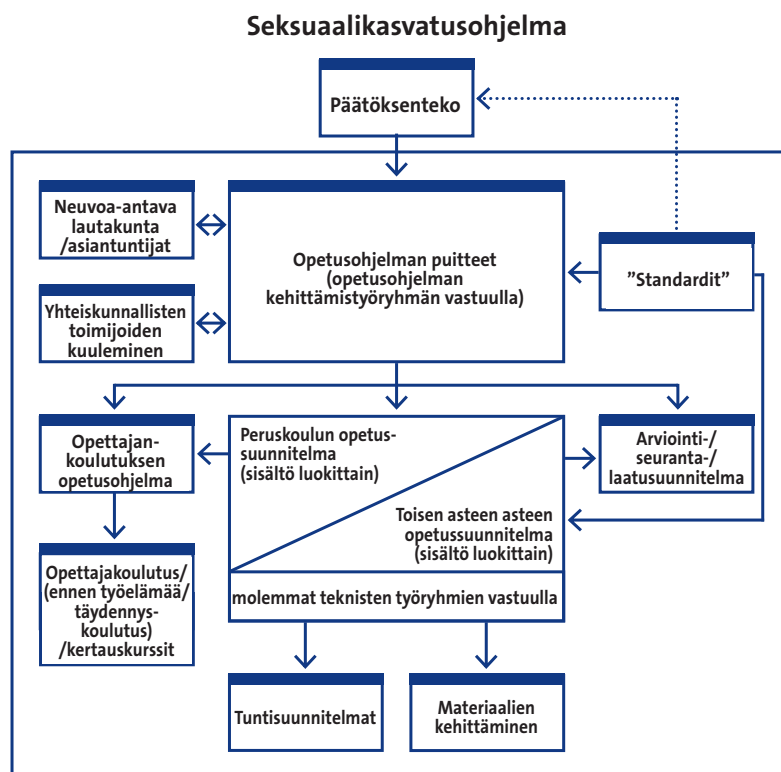 Seksuaalikasvatusohjelma
Päätöksenteko
Neuvoa-antava
lautakunta
/asiantuntijat
Opetusohjelman puitteet
(opetusohjelman
kehittämistyöryhmän vastuulla)
”Standardit”
Yhteiskunnallisten
toimijoiden
kuuleminen
Opettajan-
koulutuksen
opetusohjelma
Peruskoulun opetus-
suunnitelma
(sisältö luokittain)
Arviointi-/
seuranta-/
laatusuunnitelma
Toisen asteen asteen
opetussuunnitelma
(sisältö luokittain)
Opettajakoulutus/
(ennen työelämää/
täydennys-
koulutus)
/kertauskurssit
molemmat teknisten työryhmien vastuulla
Tuntisuunnitelmat
Materiaalien
kehittäminen